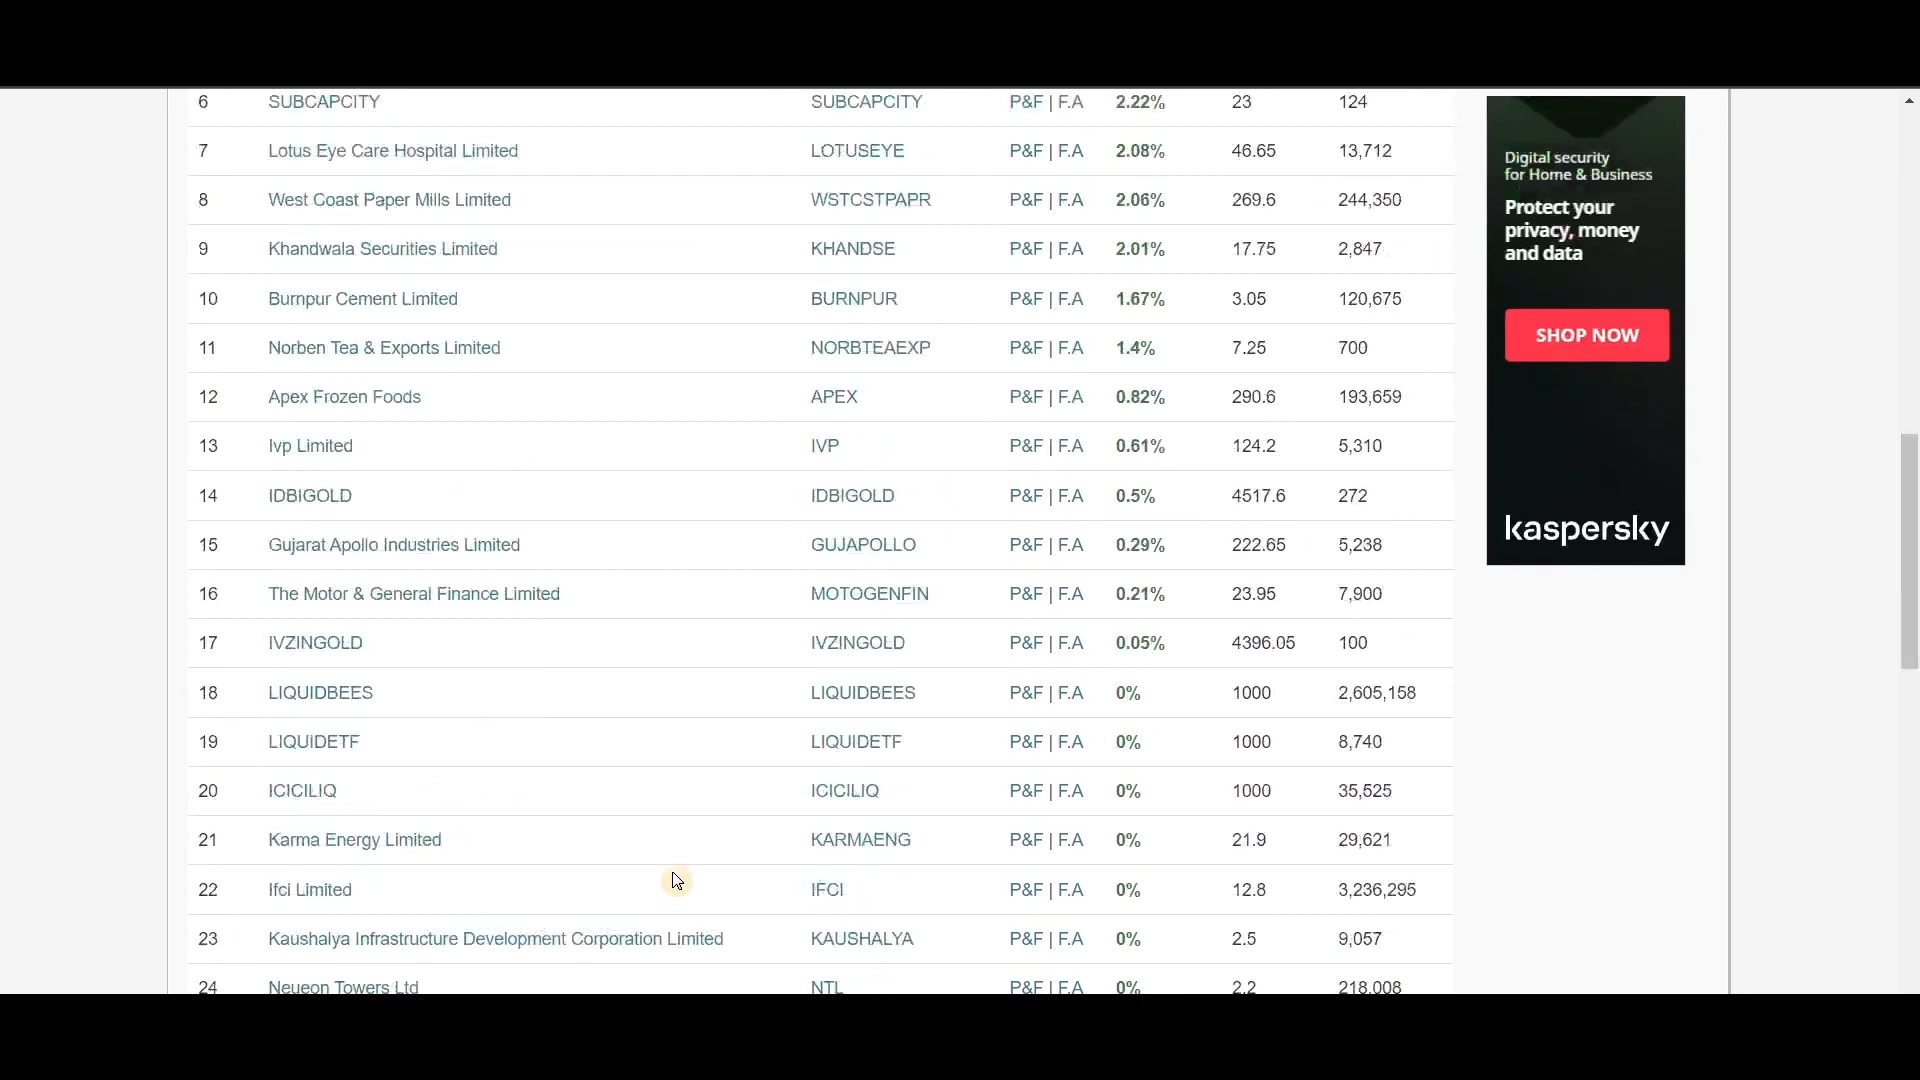 6 SUBCAPCITY SUBCAPCITY P&F | F.A 2.22% 23 124
7 Lotus Eye Care Hospital Limited LOTUSEYE P&F | F.A 2.08% 46.65 13,712
8 West Coast Paper Mills Limited WSTCSTPAPR P&F | F.A 2.06% 269.6 244,350
9 Khandwala Securities Limited KHANDSE P&F | F.A 2.01% 17.75 2,847
10 Burnpur Cement Limited BURNPUR P&F | F.A 1.67% 3.05 120,675
11 Norben Tea & Exports Limited NORBTEAEXP P&F | F.A 1.4% 7.25 700
12 Apex Frozen Foods APEX P&F | F.A 0.82% 290.6 193,659
13 Ivp Limited IVP P&F | F.A 0.61% 124.2 5,310
14 IDBIGOLD IDBIGOLD P&F | F.A 0.5% 4517.6 272
15 Gujarat Apollo Industries Limited GUJAPOLLO P&F | F.A 0.29% 222.65 5,238
16 The Motor & General Finance Limited MOTOGENFIN P&F | F.A 0.21% 23.95 7,900
17 IVZINGOLD IVZINGOLD P&F | F.A 0.05% 4396.05 100
18 LIQUIDBEES LIQUIDBEES P&F | F.A 0% 1000 2,605,158
19 LIQUIDETF LIQUIDETF P&F | F.A 0% 1000 8,740
20 ICICILIQ ICICILIQ P&F | F.A 0% 1000 35,525
21 Karma Energy Limited KARMAENG P&F | F.A 0% 21.9 29,621
22 Ifci Limited IFCI P&F | F.A 0% 12.8 3,236,295
23 Kaushalya Infrastructure Development Corporation Limited KAUSHALYA P&F | F.A 0% 2.5 9,057
24 Neueon Towers Ltd NTL P&F | F.A 0% 2.2 218,008
Digital security
for Home & Business
Protect your
privacy, money
and data
SHOP NOW
kaspersky